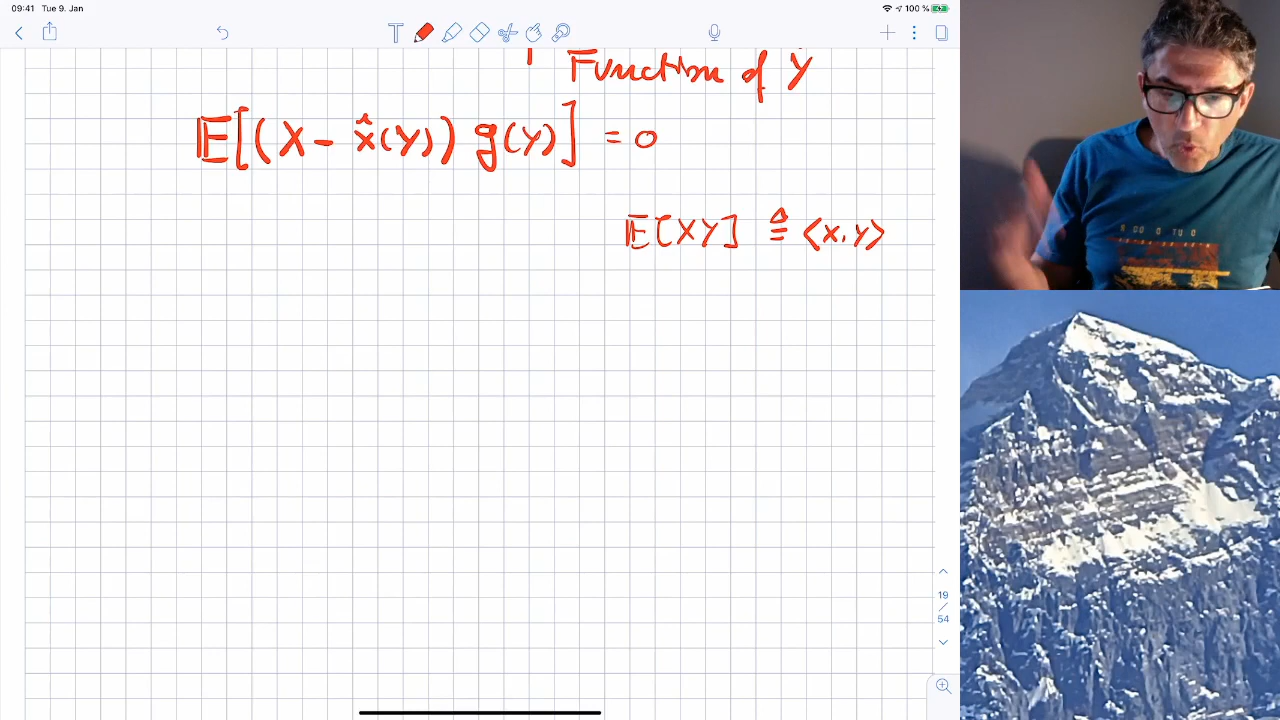 09:41 Tue 9. Jan 100 %
T
Function of Y
𝔼[(X - x̂(Y)) g(Y)] = 0
𝔼[XY] ≜ ⟨X,Y⟩
19
/
54